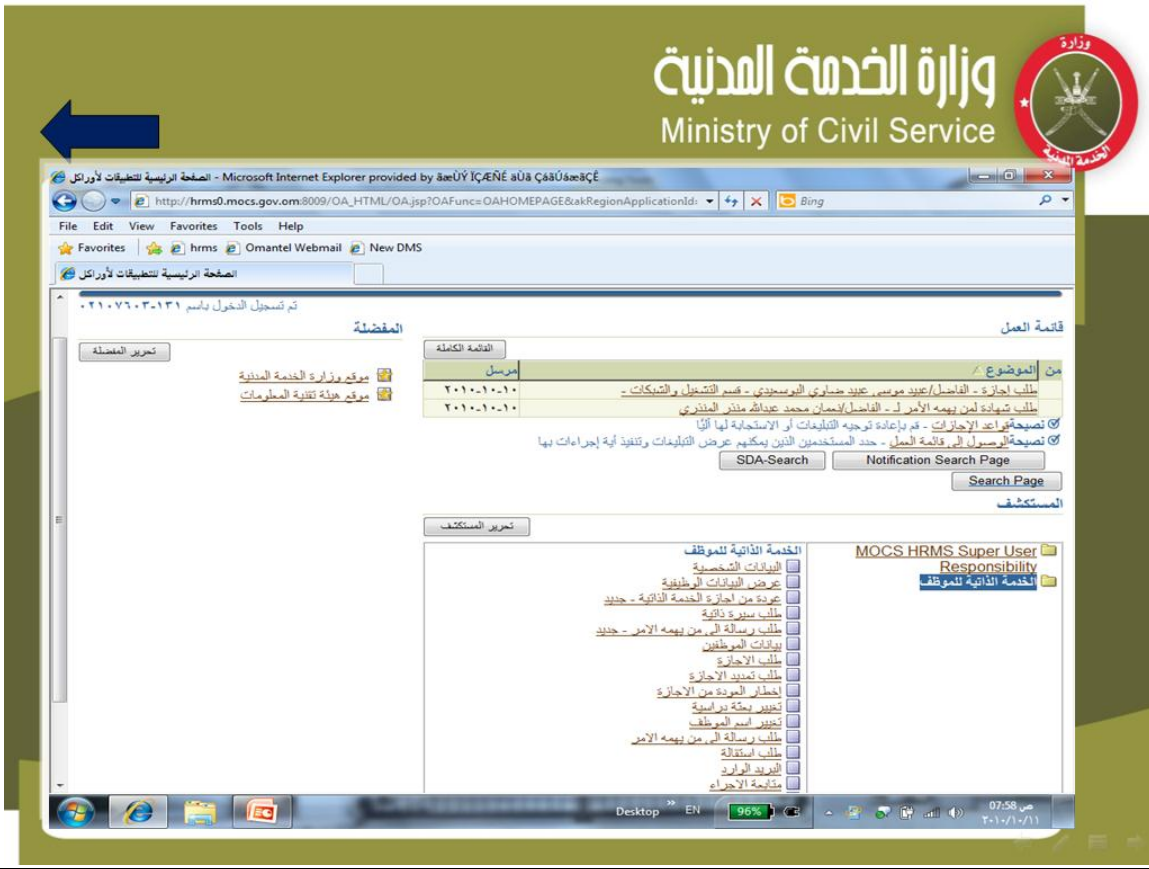 وزارة الخدمة المدنية
Ministry of Civil Service
وزارة
الخدمة المدنية
الصفحة الرئيسية للتطبيقات لأوراكل - Microsoft Internet Explorer provided by ãæÙÝ ÏÇÆÑÉ äÙã ÇáãÚáæãÇÊ
http://hrms0.mocs.gov.om:8009/OA_HTML/OA.jsp?OAFunc=OAHOMEPAGE&akRegionApplicationId:
Bing
File Edit View Favorites Tools Help
Favorites hrms Omantel Webmail New DMS
الصفحة الرئيسية للتطبيقات لأوراكل
تم تسجيل الدخول باسم ١٣١-٠٢١٠٧٦٠٣
قائمة العمل
القائمة الكاملة
من الموضوع مرسل
طلب إجازة - الفاضل/عبيد موسى عبيد ضاوي البوسعيدي - قسم التشغيل والشبكات - ١٠-١٠-٢٠١٠
طلب شهادة لمن يهمه الأمر لـ - الفاضل/نعمان محمد عبدالله منذر المنذري ١٠-١٠-٢٠١٠
نصيحة قواعد الإجازات - قم بإعادة توجيه التبليغات أو الاستجابة لها آليًا
نصيحة الوصول إلى قائمة العمل - حدد المستخدمين الذين يمكنهم عرض التبليغات وتنفيذ أية إجراءات بها
Notification Search Page
SDA-Search
Search Page
المفضلة
تحرير المفضلة
موقع وزارة الخدمة المدنية
موقع هيئة تقنية المعلومات
المستكشف
تحرير المستكشف
MOCS HRMS Super User
Responsibility
الخدمة الذاتية للموظف
الخدمة الذاتية للموظف
البيانات الشخصية
عرض البيانات الوظيفية
عودة من اجازة الخدمة الذاتية - جديد
طلب سيرة ذاتية
طلب رسالة الى من يهمه الامر - جديد
بيانات الموظفين
طلب الاجازة
طلب تمديد الاجازة
إخطار العودة من الاجازة
تغيير بعثة دراسية
تغيير اسم الموظف
طلب رسالة الى من يهمه الامر
طلب استقالة
البريد الوارد
متابعة الاجراء
Desktop EN 96% 07:58 ص
٢٠١٠/١٠/١١